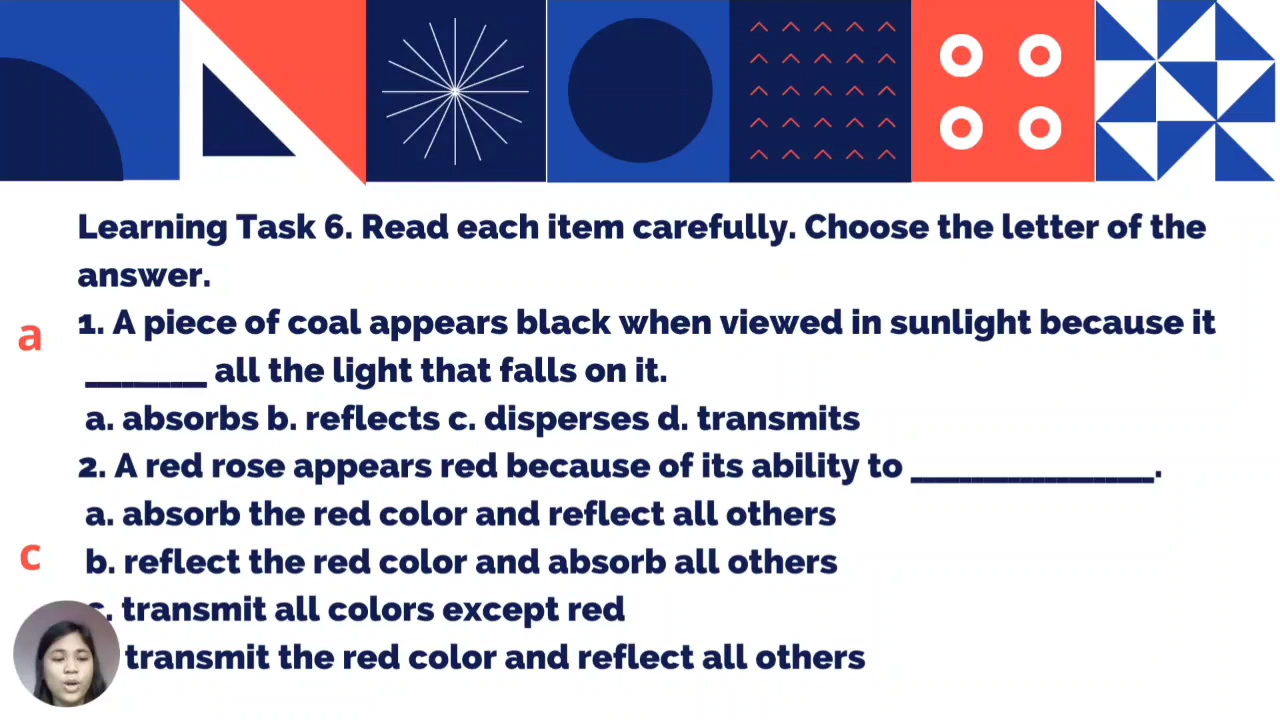 Learning Task 6. Read each item carefully. Choose the letter of the
answer.
a
1. A piece of coal appears black when viewed in sunlight because it
_______ all the light that falls on it.
a. absorbs b. reflects c. disperses d. transmits
2. A red rose appears red because of its ability to ______________.
a. absorb the red color and reflect all others
c
b. reflect the red color and absorb all others
c. transmit all colors except red
transmit the red color and reflect all others